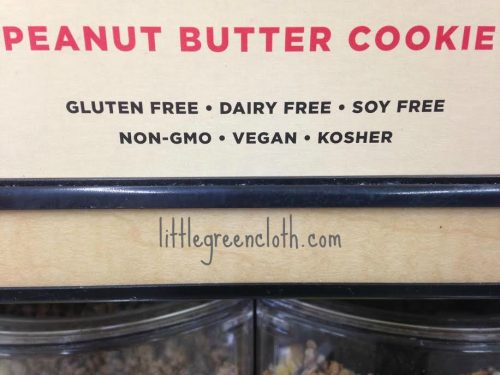 PEANUT BUTTER COOKIE
GLUTEN FREE • DAIRY FREE • SOY FREE
NON-GMO • VEGAN • KOSHER
littlegreencloth.com